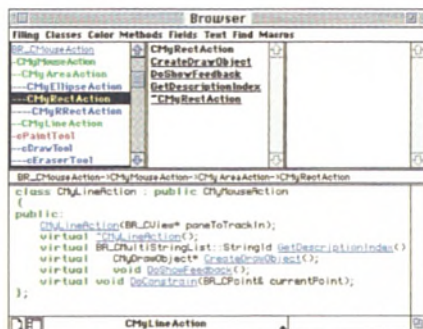 Browser
Filing Classes Color Methods Fields Text Find Macros
BR_CMouseAction
-CMyMouseAction
--CMyAreaAction
---CMyEllipseAction
---CMyRectAction
---CMyRRectAction
--CMyLineAction
-cPaintTool
--cDrawTool
--cEraserTool
CMyRectAction
CreateDrawObject
DoShowFeedback
GetDescriptionIndex
~CMyRectAction
BR_CMouseAction->CMyMouseAction->CMyAreaAction->CMyRectAction
class CMyLineAction : public CMyMouseAction
{
public:
CMyLineAction(BR_CView* paneToTrackIn);
virtual ~CMyLineAction();
virtual BR_CMultiStringList::StringId GetDescriptionIndex()
virtual CMyDrawObject* CreateDrawObject();
virtual void DoShowFeedback();
virtual void DoConstrain(BR_CPoint& currentPoint);
};
CMyLineAction